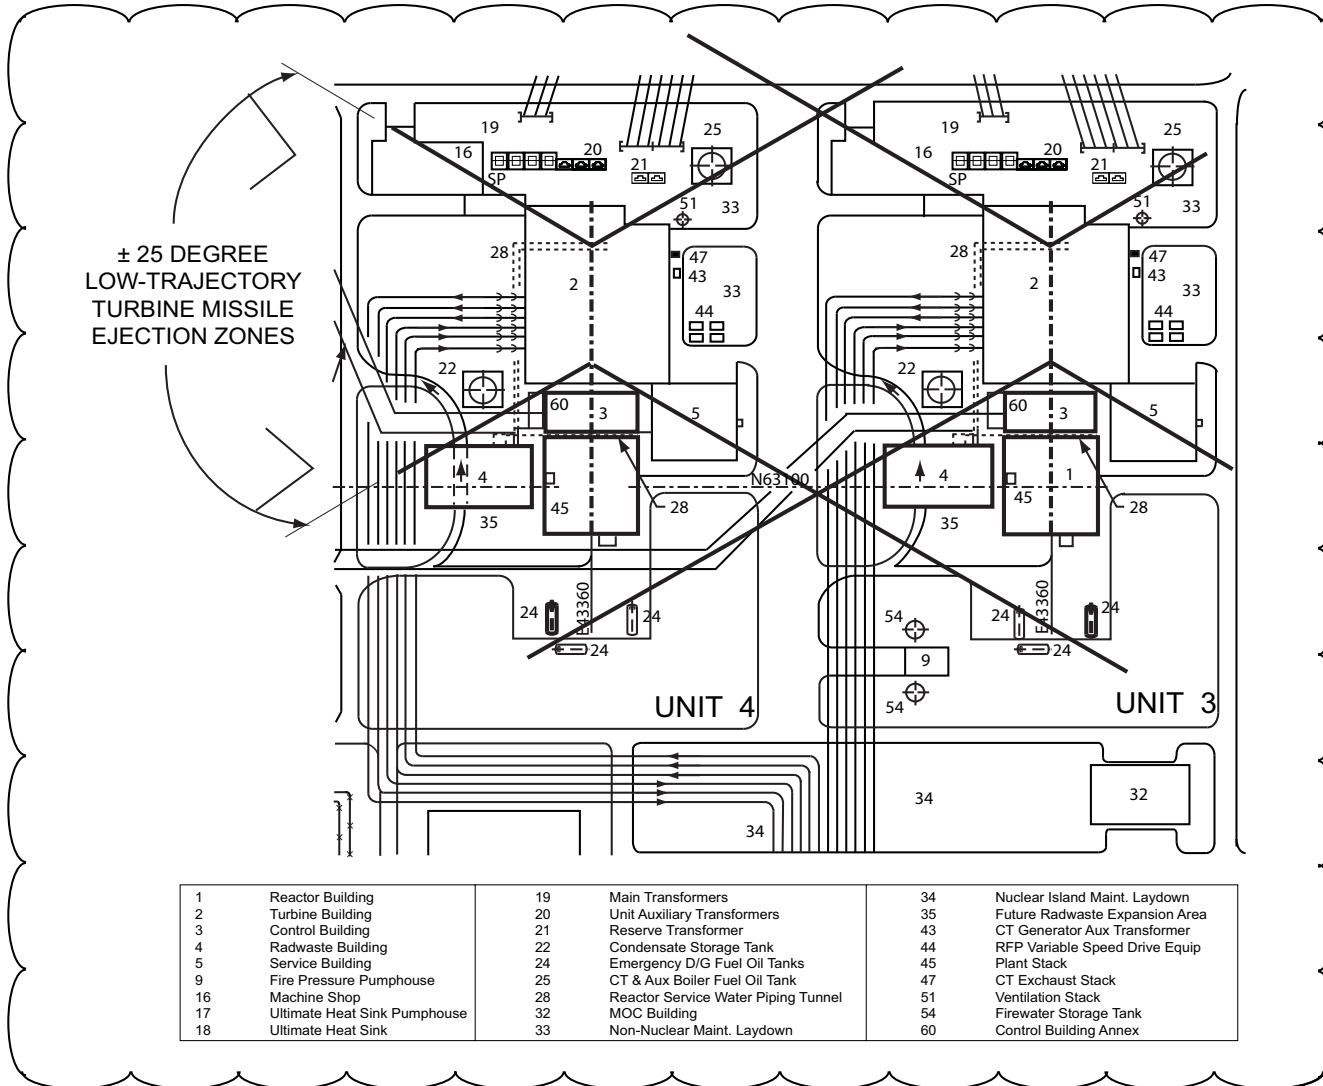 19
16
SP
20
21
25
51
33
19
16
SP
20
21
25
51
33
± 25 DEGREE
LOW-TRAJECTORY
TURBINE MISSILE
EJECTION ZONES
28
2
47
43
33
44
28
2
47
43
33
44
22
60
3
5
22
60
3
5
4
N63100
4
1
45
28
35
45
28
35
24
E43360
24
24
54
24
E43360
24
24
9
54
UNIT 4
UNIT 3
34
34
32
1 Reactor Building
2 Turbine Building
3 Control Building
4 Radwaste Building
5 Service Building
9 Fire Pressure Pumphouse
16 Machine Shop
17 Ultimate Heat Sink Pumphouse
18 Ultimate Heat Sink
19 Main Transformers
20 Unit Auxiliary Transformers
21 Reserve Transformer
22 Condensate Storage Tank
24 Emergency D/G Fuel Oil Tanks
25 CT & Aux Boiler Fuel Oil Tank
28 Reactor Service Water Piping Tunnel
32 MOC Building
33 Non-Nuclear Maint. Laydown
34 Nuclear Island Maint. Laydown
35 Future Radwaste Expansion Area
43 CT Generator Aux Transformer
44 RFP Variable Speed Drive Equip
45 Plant Stack
47 CT Exhaust Stack
51 Ventilation Stack
54 Firewater Storage Tank
60 Control Building Annex